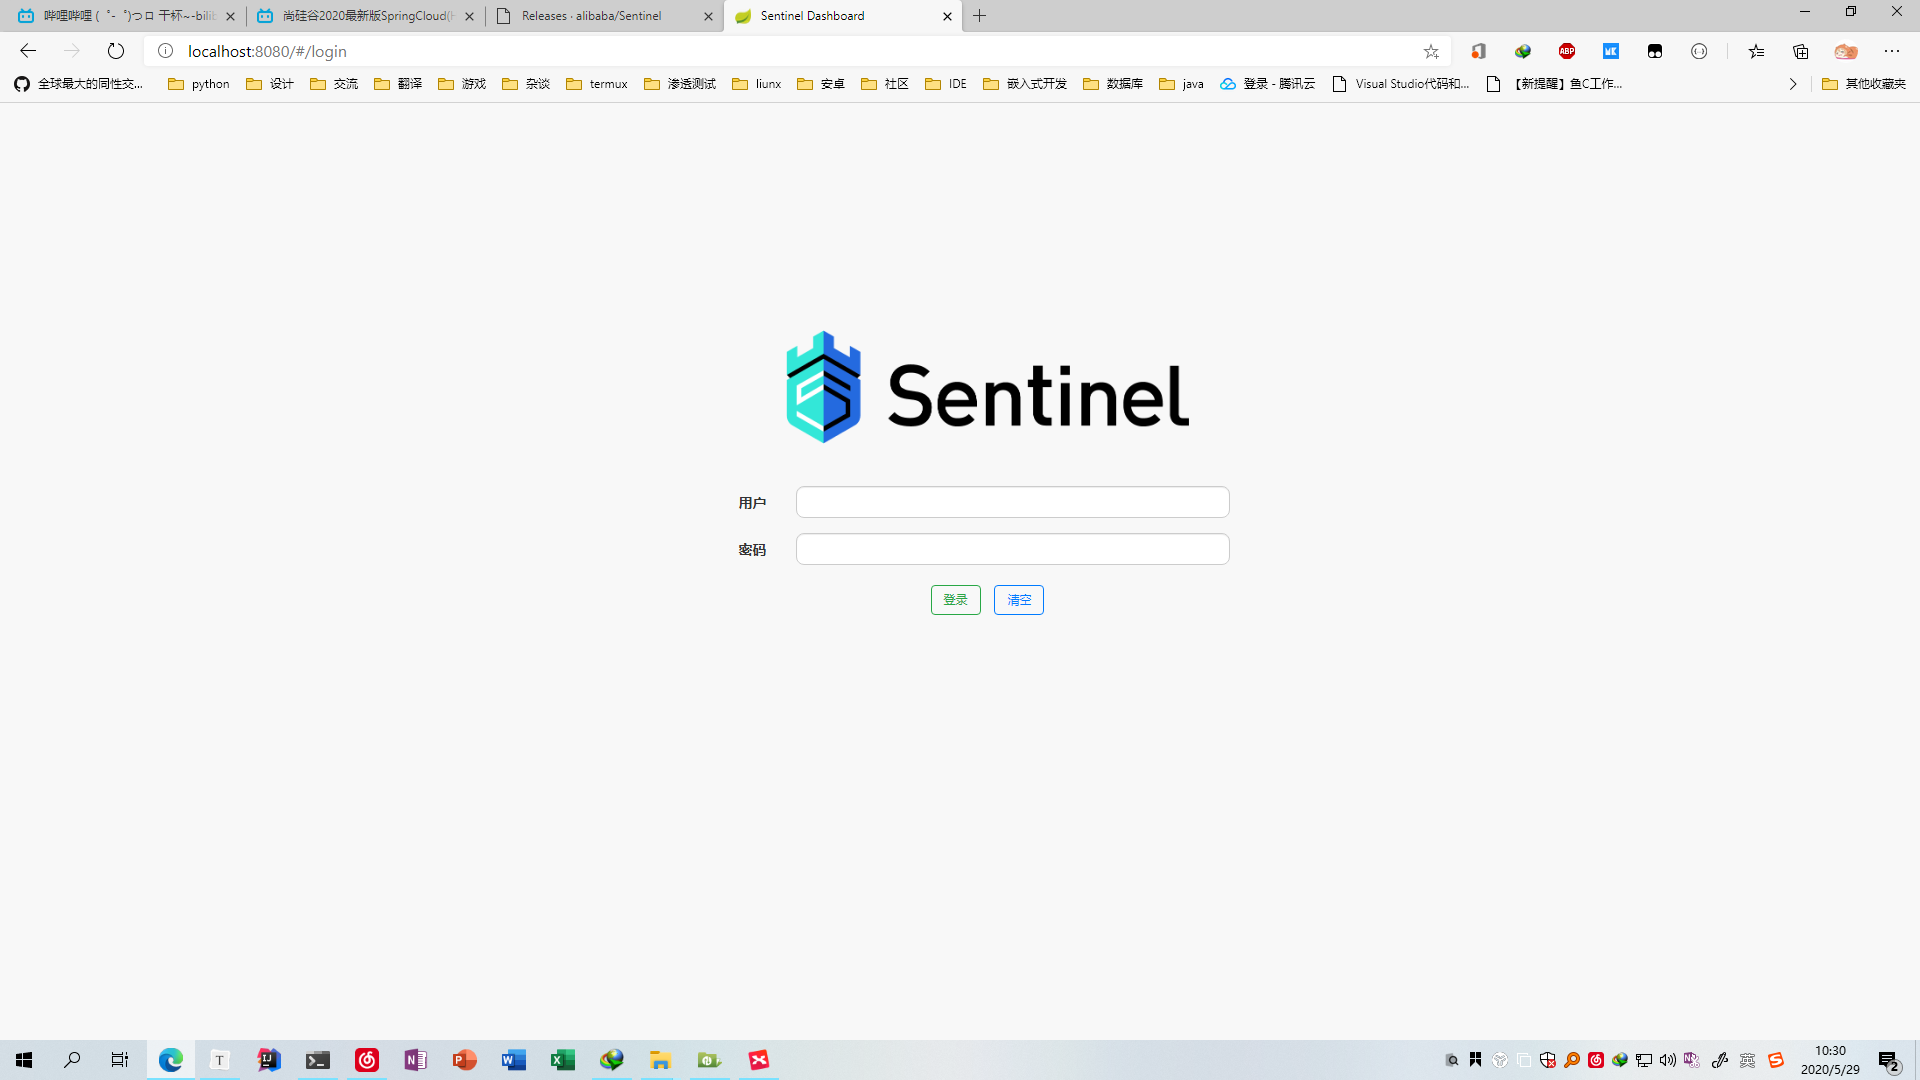 哔哩哔哩 ( ゜- ゜)つロ 干杯~-bilib
尚硅谷2020最新版SpringCloud(H
Releases · alibaba/Sentinel
Sentinel Dashboard
localhost:8080/#/login
全球最大的同性交...
python
设计
交流
翻译
游戏
杂谈
termux
渗透测试
liunx
安卓
社区
IDE
嵌入式开发
数据库
java
登录 - 腾讯云
Visual Studio代码和...
【新提醒】鱼C工作...
其他收藏夹
Sentinel
用户
密码
登录
清空
英
10:30
2020/5/29
2